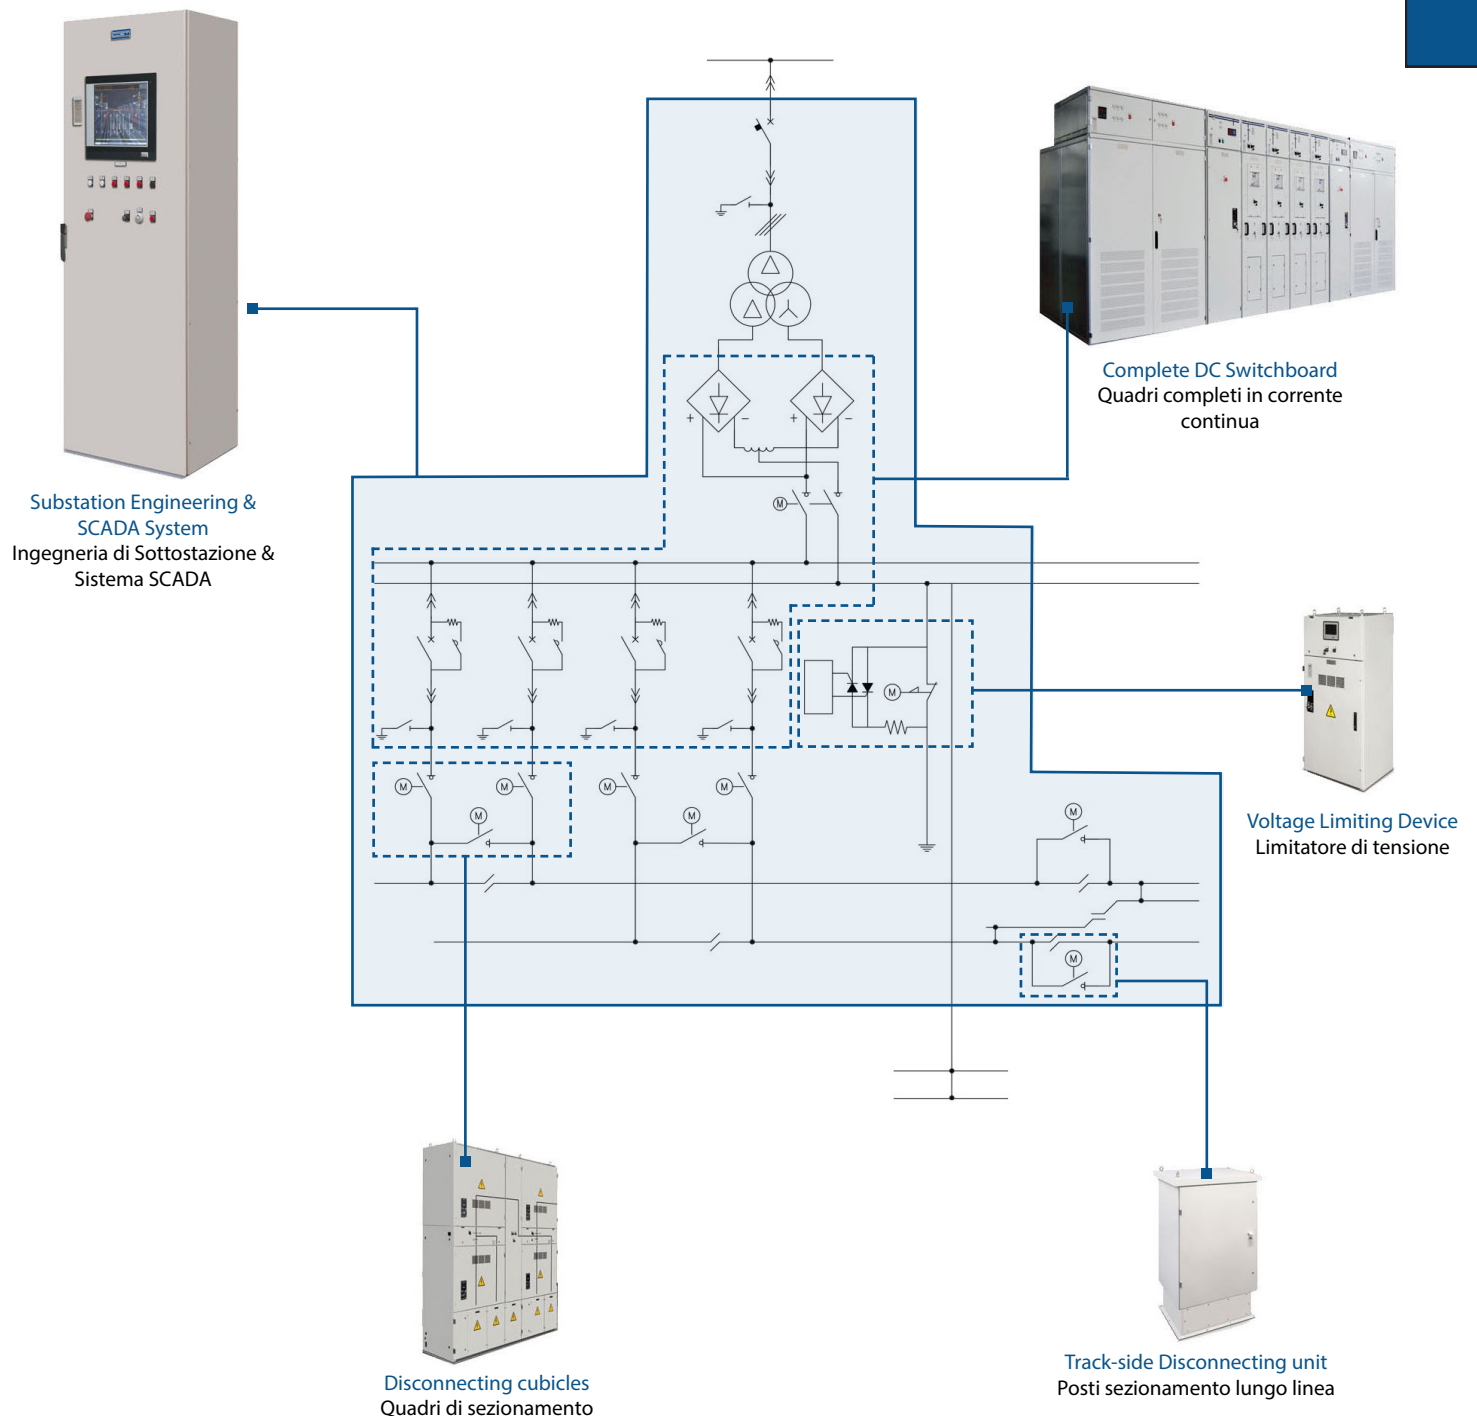 M
+
−
+
−
Complete DC Switchboard
Quadri completi in corrente
continua
Substation Engineering &
SCADA System
Ingegneria di Sottostazione &
Sistema SCADA
M
M
M
M
M
M
M
M
M
Voltage Limiting Device
Limitatore di tensione
Track-side Disconnecting unit
Posti sezionamento lungo linea
Disconnecting cubicles
Quadri di sezionamento